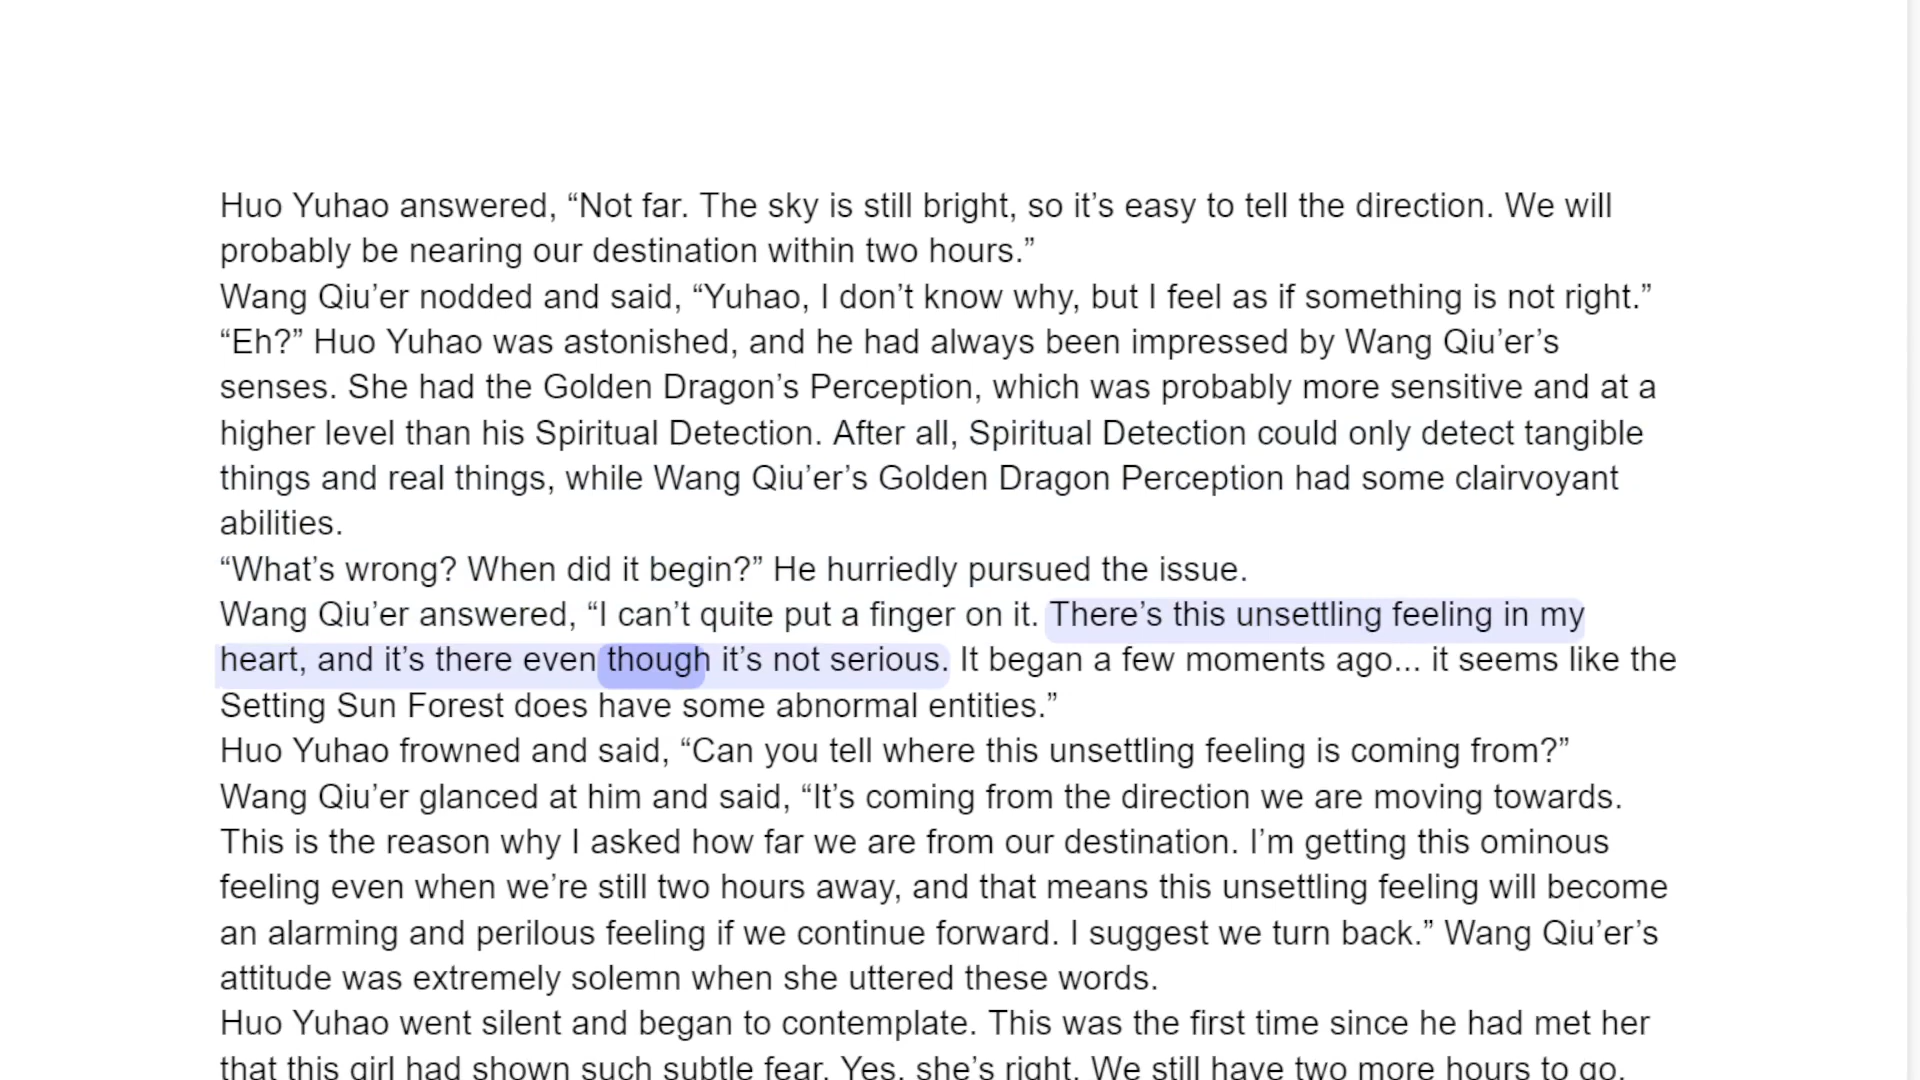 Huo Yuhao answered, “Not far. The sky is still bright, so it’s easy to tell the direction. We will
probably be nearing our destination within two hours.”
Wang Qiu’er nodded and said, “Yuhao, I don’t know why, but I feel as if something is not right.”
“Eh?” Huo Yuhao was astonished, and he had always been impressed by Wang Qiu’er’s
senses. She had the Golden Dragon’s Perception, which was probably more sensitive and at a
higher level than his Spiritual Detection. After all, Spiritual Detection could only detect tangible
things and real things, while Wang Qiu’er’s Golden Dragon Perception had some clairvoyant
abilities.
“What’s wrong? When did it begin?” He hurriedly pursued the issue.
Wang Qiu’er answered, “I can’t quite put a finger on it. There’s this unsettling feeling in my
heart, and it’s there even though it’s not serious. It began a few moments ago... it seems like the
Setting Sun Forest does have some abnormal entities.”
Huo Yuhao frowned and said, “Can you tell where this unsettling feeling is coming from?”
Wang Qiu’er glanced at him and said, “It’s coming from the direction we are moving towards.
This is the reason why I asked how far we are from our destination. I’m getting this ominous
feeling even when we’re still two hours away, and that means this unsettling feeling will become
an alarming and perilous feeling if we continue forward. I suggest we turn back.” Wang Qiu’er’s
attitude was extremely solemn when she uttered these words.
Huo Yuhao went silent and began to contemplate. This was the first time since he had met her
that this girl had shown such subtle fear. Yes, she’s right. We still have two more hours to go.